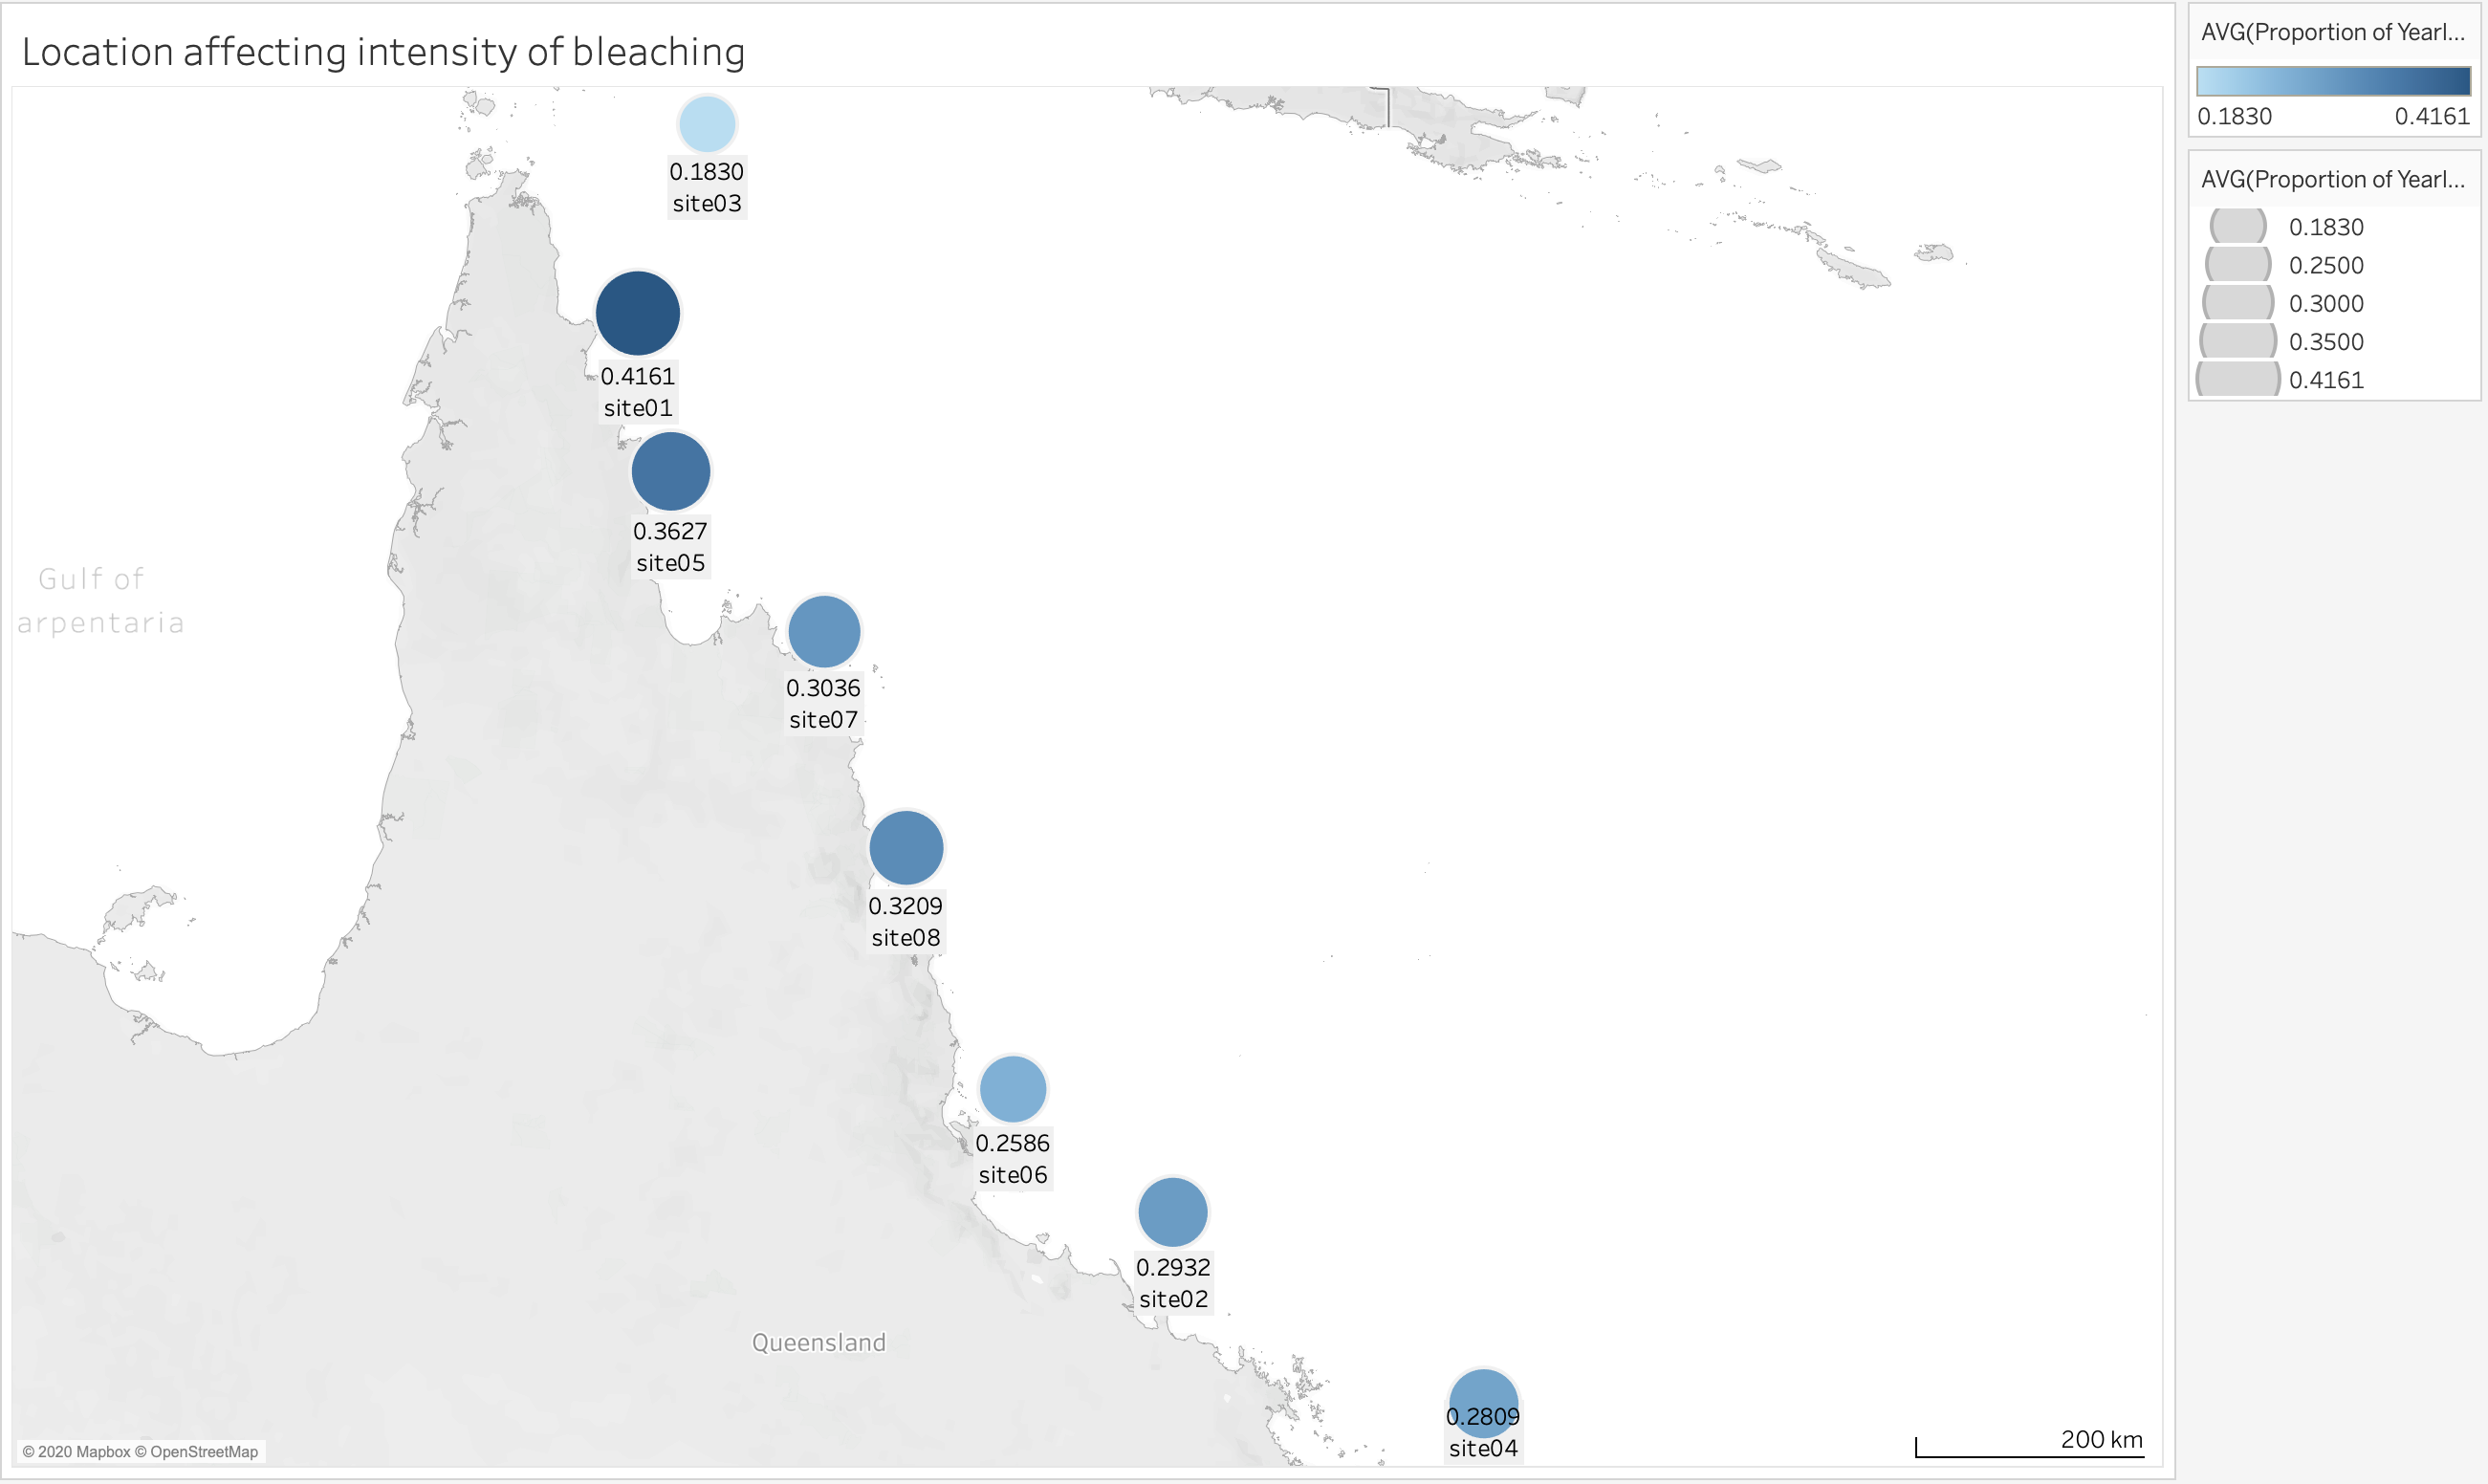 Location affecting intensity of bleaching
0.1830
site03
0.4161
site01
0.3627
site05
Gulf of
arpentaria
0.3036
site07
0.3209
site08
0.2586
site06
0.2932
site02
Queensland
0.2809
site04
200 km
© 2020 Mapbox © OpenStreetMap
AVG(Proportion of Yearl...
0.1830 0.4161
AVG(Proportion of Yearl...
0.1830
0.2500
0.3000
0.3500
0.4161